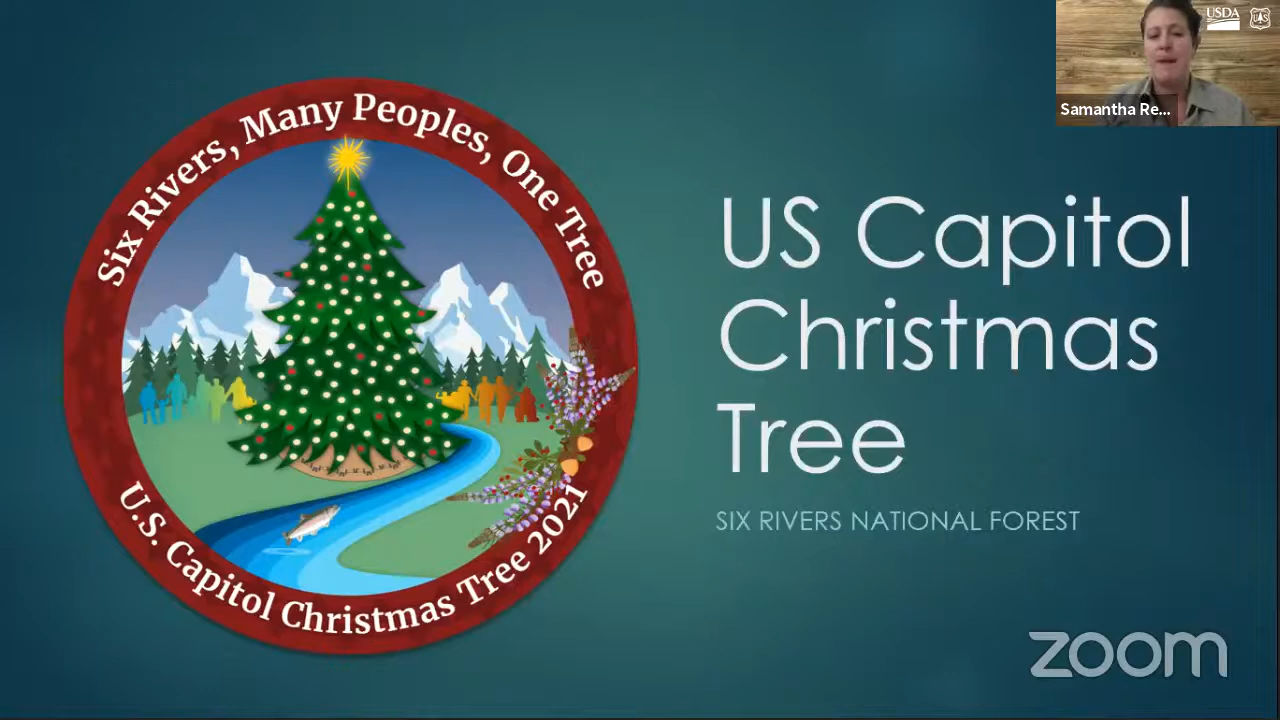 USDA
UAS
Samantha Re...
Six Rivers, Many Peoples, One Tree
U.S. Capitol Christmas Tree 2021
US Capitol
Christmas
Tree
SIX RIVERS NATIONAL FOREST
zoom